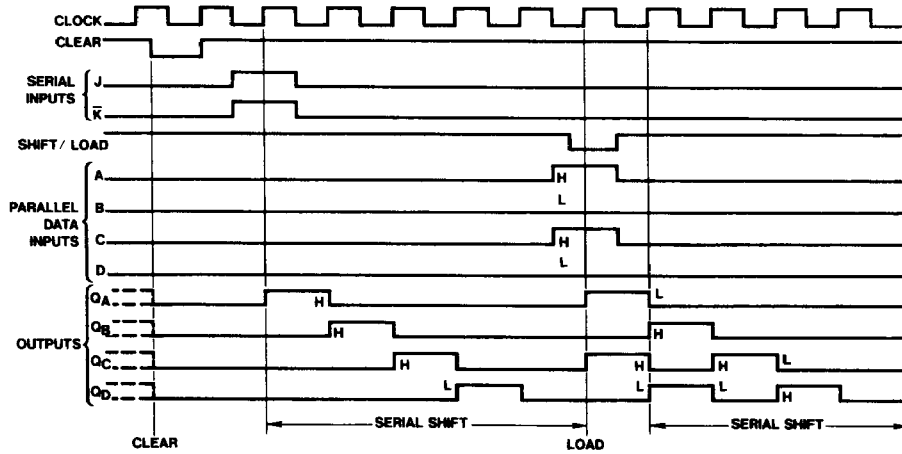 CLOCK
CLEAR
SERIAL INPUTS
J
K̅
SHIFT / LOAD
PARALLEL DATA INPUTS
A H
B L
C H
D L
OUTPUTS
QA H L
QB H H
QC H H H L
QD L L L H
SERIAL SHIFT SERIAL SHIFT
CLEAR LOAD